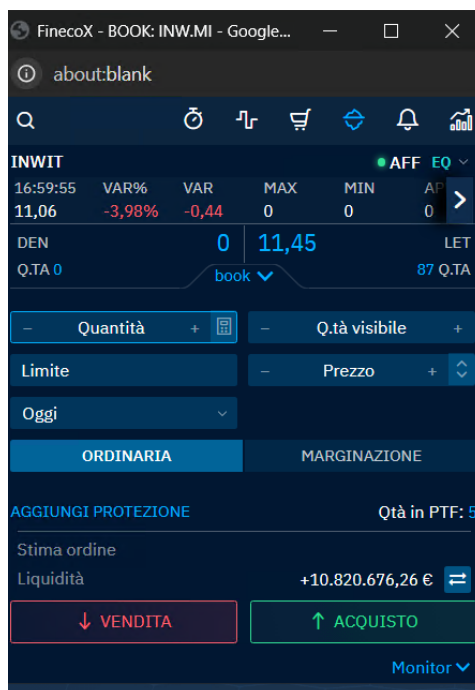 FinecoX - BOOK: INW.MI - Google...
about:blank
INWIT AFF EQ
16:59:55 VAR% VAR MAX MIN AP
11,06 -3,98% -0,44 0 0 0
DEN 0 11,45 LET
Q.TA 0 book 87 Q.TA
- Quantità + - Q.tà visibile +
Limite - Prezzo +
Oggi
ORDINARIA MARGINAZIONE
AGGIUNGI PROTEZIONE Qtà in PTF: 5
Stima ordine
Liquidità +10.820.676,26 €
VENDITA ACQUISTO
Monitor